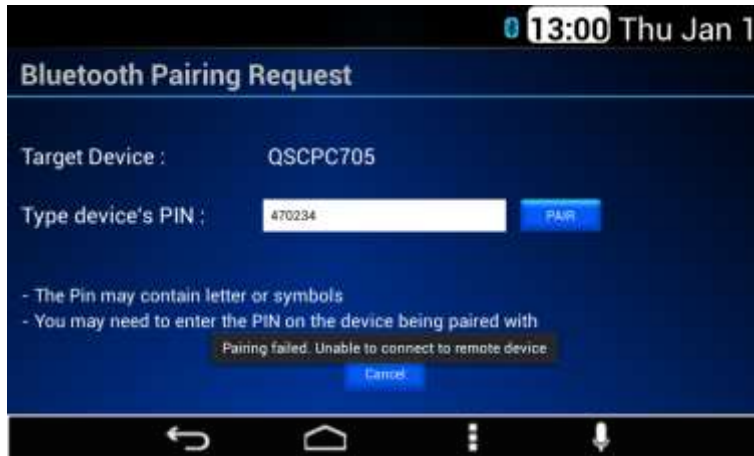 13:00 Thu Jan 1
Bluetooth Pairing Request
Target Device : QSCPC705
Type device's PIN : 470234 PAIR
- The Pin may contain letter or symbols
- You may need to enter the PIN on the device being paired with
Pairing failed. Unable to connect to remote device
Cancel